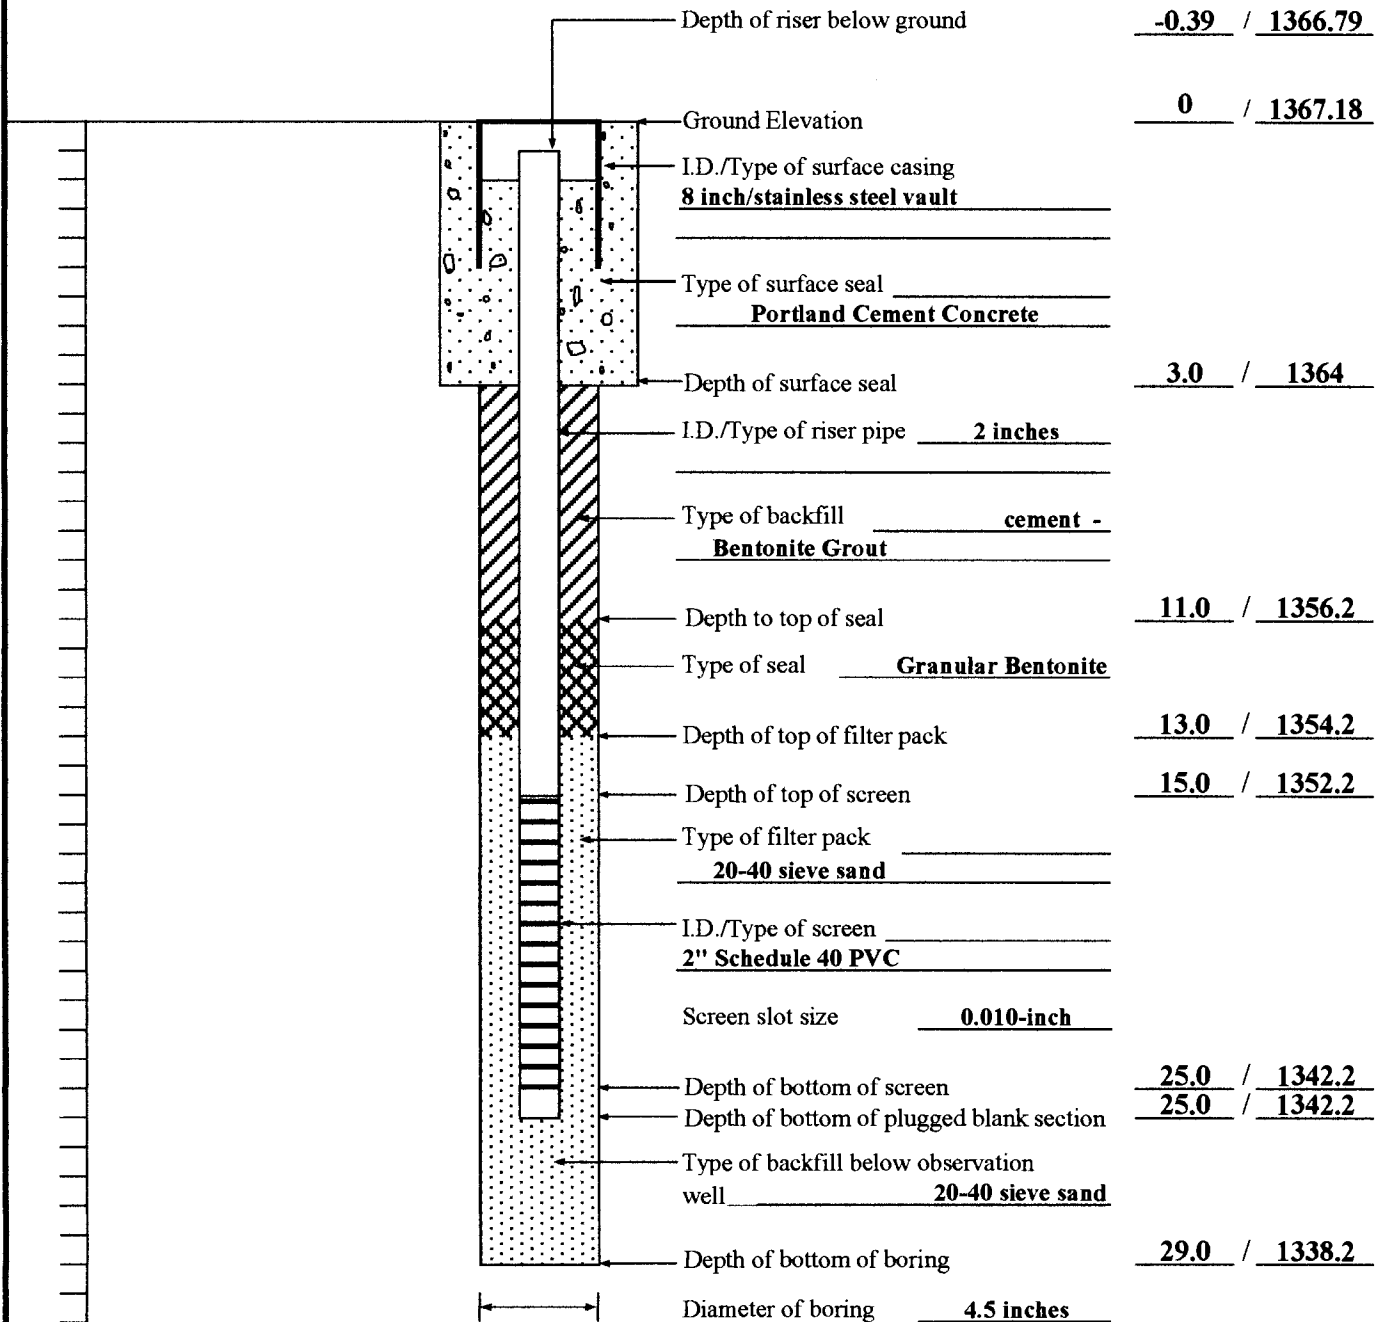 Depth of riser below ground -0.39 / 1366.79
Ground Elevation 0 / 1367.18
I.D./Type of surface casing
8 inch/stainless steel vault
Type of surface seal
Portland Cement Concrete
Depth of surface seal 3.0 / 1364
I.D./Type of riser pipe 2 inches
Type of backfill cement -
Bentonite Grout
Depth to top of seal 11.0 / 1356.2
Type of seal Granular Bentonite
Depth of top of filter pack 13.0 / 1354.2
Depth of top of screen 15.0 / 1352.2
Type of filter pack
20-40 sieve sand
I.D./Type of screen
2" Schedule 40 PVC
Screen slot size 0.010-inch
Depth of bottom of screen 25.0 / 1342.2
Depth of bottom of plugged blank section 25.0 / 1342.2
Type of backfill below observation
well 20-40 sieve sand
Depth of bottom of boring 29.0 / 1338.2
Diameter of boring 4.5 inches